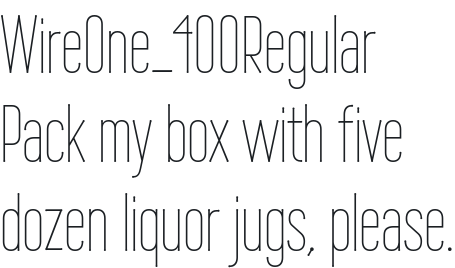 WireOne_400Regular
Pack my box with five
dozen liquor jugs, please.